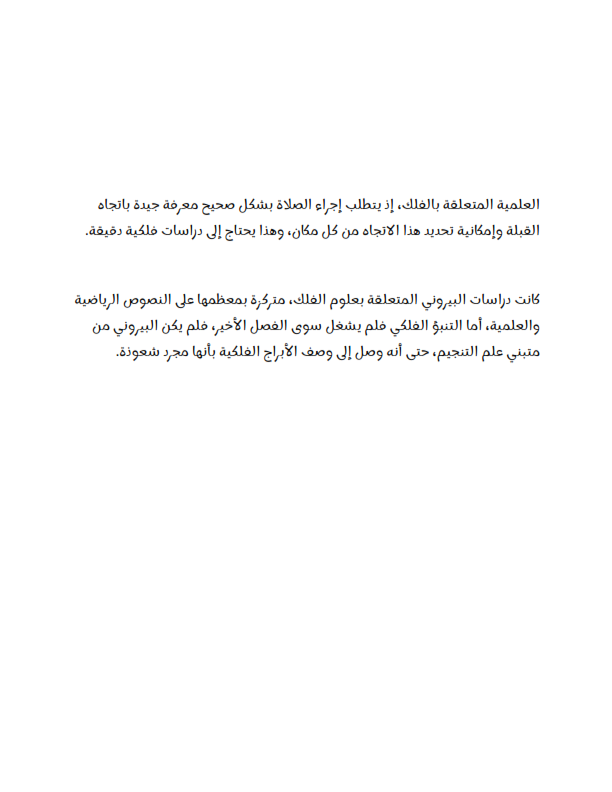 العلمية المتعلقة بالفلك، إذ يتطلب إجراء الصلاة بشكل صحيح معرفة جيدة باتجاه
القبلة وإمكانية تحديد هذا الاتجاه من كل مكان، وهذا يحتاج إلى دراسات فلكية دقيقة.
كانت دراسات البيروني المتعلقة بعلوم الفلك، متركزة بمعظمها على النصوص الرياضية
والعلمية، أما التنبؤ الفلكي فلم يشغل سوى الفصل الأخير، فلم يكن البيروني من
متبني علم التنجيم، حتى أنه وصل إلى وصف الأبراج الفلكية بأنها مجرد شعوذة.